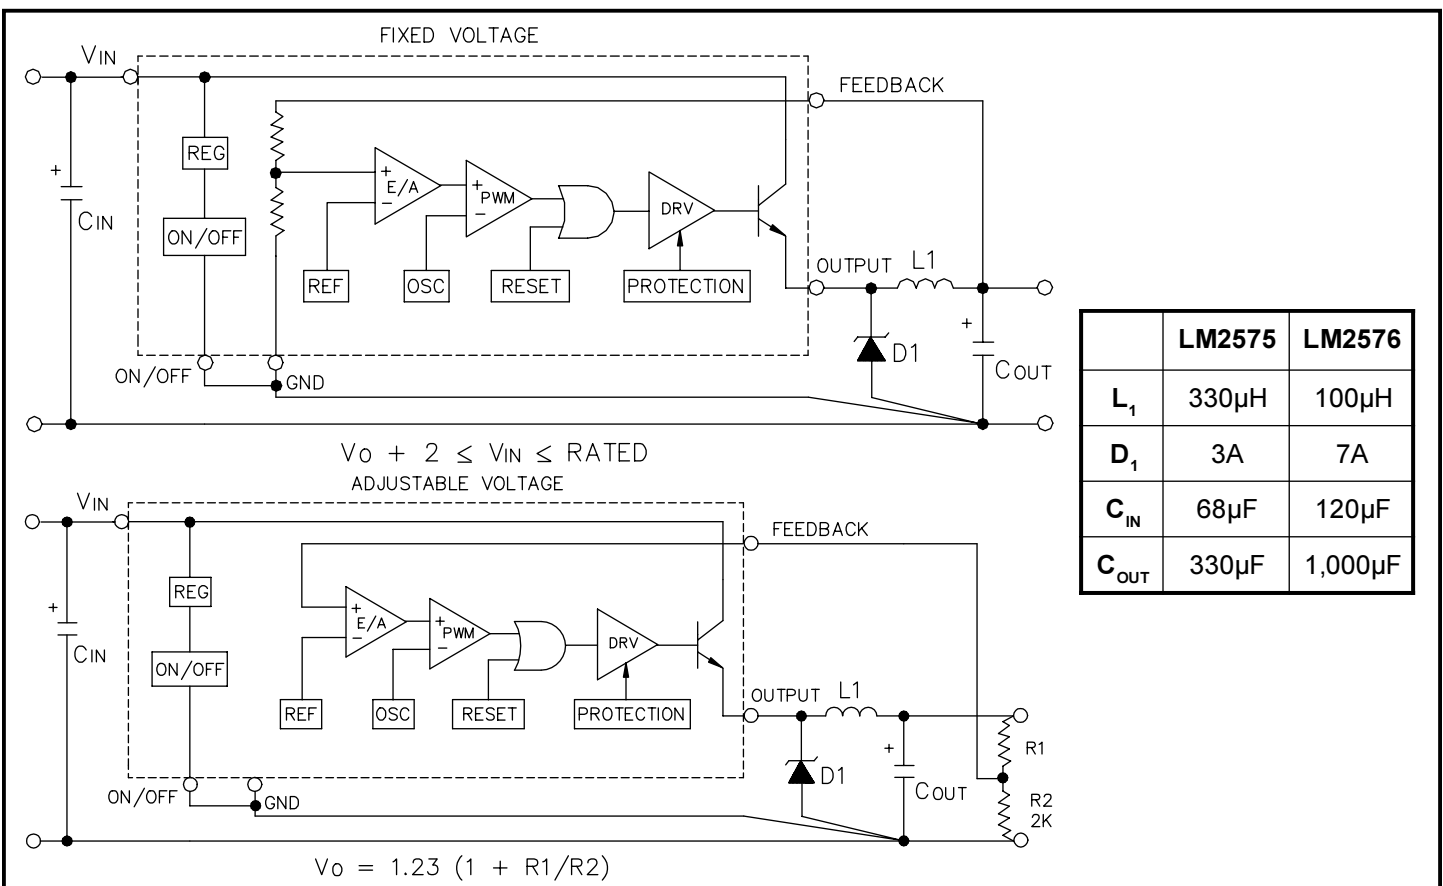 FIXED VOLTAGE
VIN
FEEDBACK
REG
+
E/A
−
+
PWM
−
DRV
+
CIN
ON/OFF
REF
OSC
RESET
PROTECTION
OUTPUT
L1
+
D1
COUT
ON/OFF
GND
Vo + 2 ≤ VIN ≤ RATED
ADJUSTABLE VOLTAGE
VIN
FEEDBACK
REG
+
E/A
−
+
PWM
−
DRV
+
CIN
ON/OFF
REF
OSC
RESET
PROTECTION
OUTPUT
L1
+
R1
D1
COUT
R2
2K
ON/OFF
GND
Vo = 1.23 (1 + R1/R2)
LM2575 LM2576
L1 330µH 100µH
D1 3A 7A
CIN 68µF 120µF
COUT 330µF 1,000µF